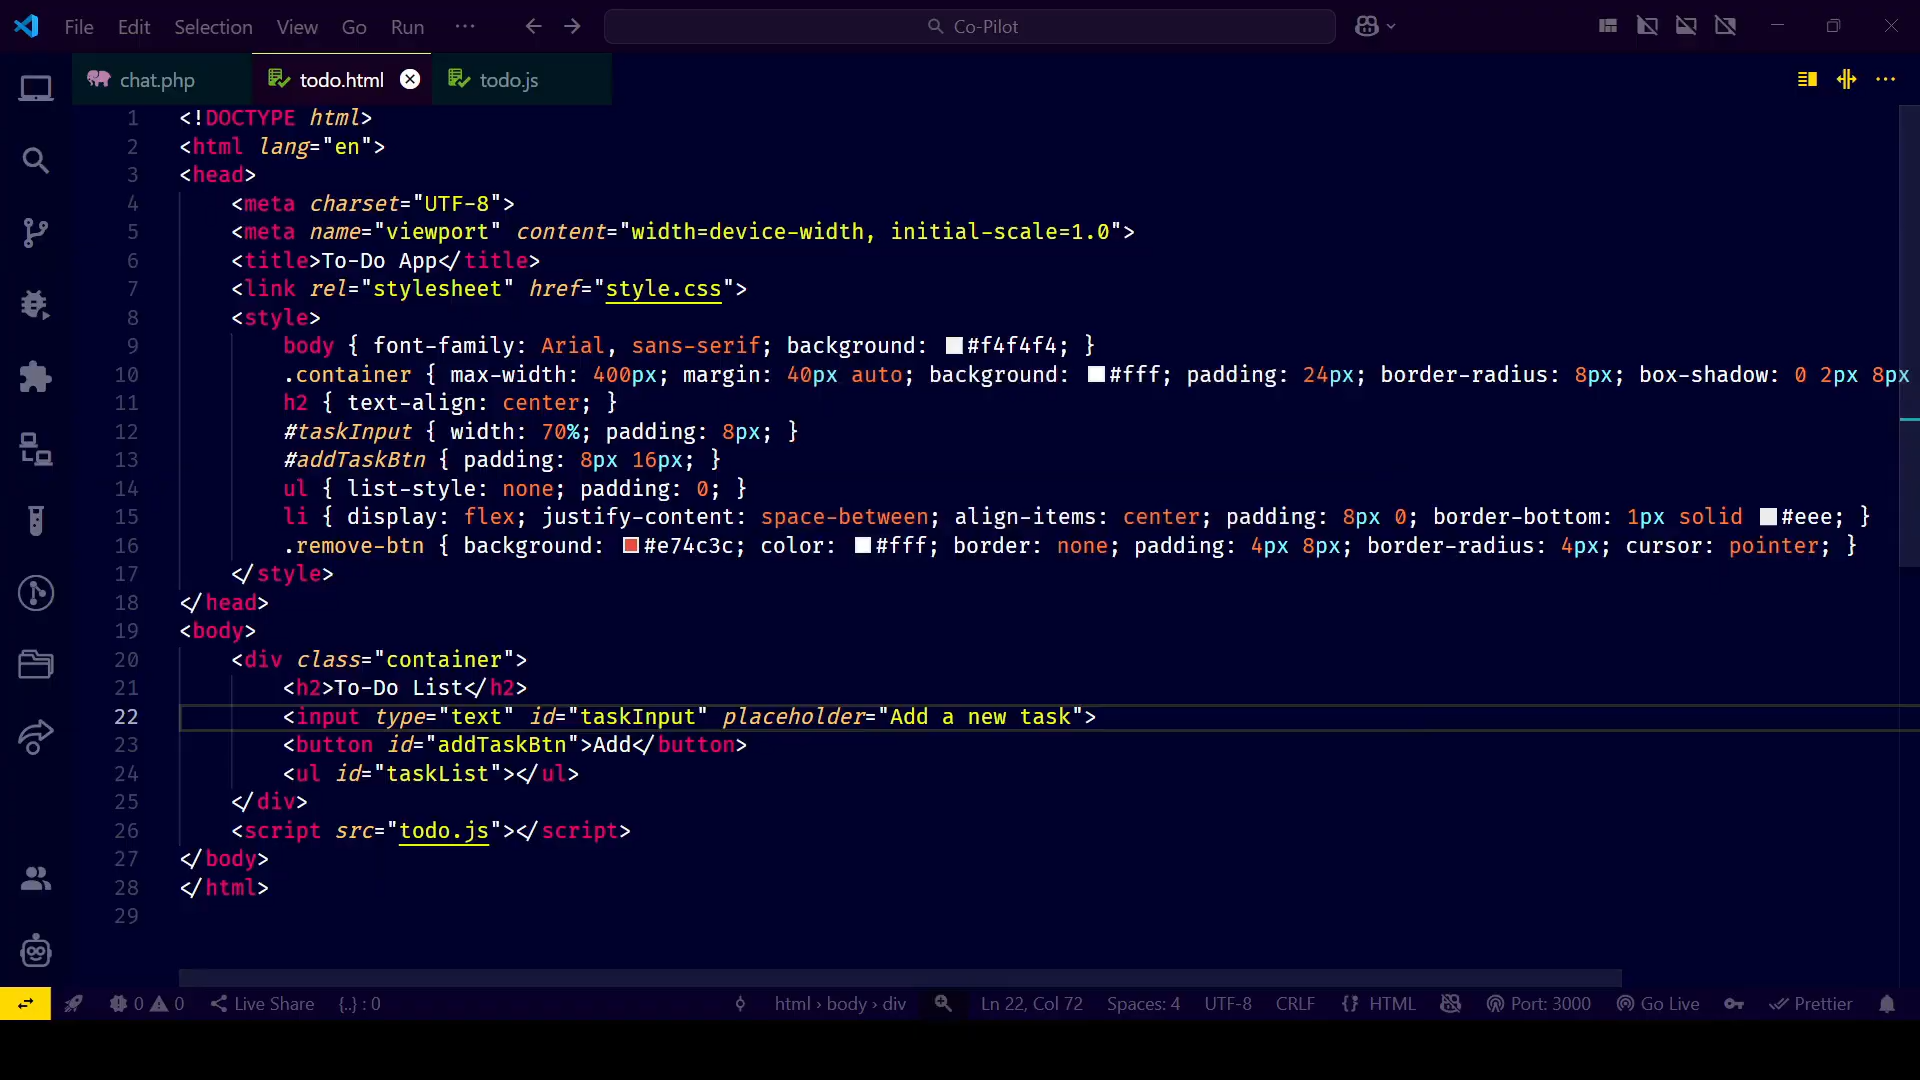 File Edit Selection View Go Run ··· Co-Pilot
chat.php todo.html todo.js
1 <!DOCTYPE html>
2 <html lang="en">
3 <head>
4 <meta charset="UTF-8">
5 <meta name="viewport" content="width=device-width, initial-scale=1.0">
6 <title>To-Do App</title>
7 <link rel="stylesheet" href="style.css">
8 <style>
9 body { font-family: Arial, sans-serif; background: #f4f4f4; }
10 .container { max-width: 400px; margin: 40px auto; background: #fff; padding: 24px; border-radius: 8px; box-shadow: 0 2px 8px
11 h2 { text-align: center; }
12 #taskInput { width: 70%; padding: 8px; }
13 #addTaskBtn { padding: 8px 16px; }
14 ul { list-style: none; padding: 0; }
15 li { display: flex; justify-content: space-between; align-items: center; padding: 8px 0; border-bottom: 1px solid #eee; }
16 .remove-btn { background: #e74c3c; color: #fff; border: none; padding: 4px 8px; border-radius: 4px; cursor: pointer; }
17 </style>
18 </head>
19 <body>
20 <div class="container">
21 <h2>To-Do List</h2>
22 <input type="text" id="taskInput" placeholder="Add a new task">
23 <button id="addTaskBtn">Add</button>
24 <ul id="taskList"></ul>
25 </div>
26 <script src="todo.js"></script>
27 </body>
28 </html>
29
0 0 Live Share {..} : 0 html › body › div Ln 22, Col 72 Spaces: 4 UTF-8 CRLF HTML Port: 3000 Go Live Prettier